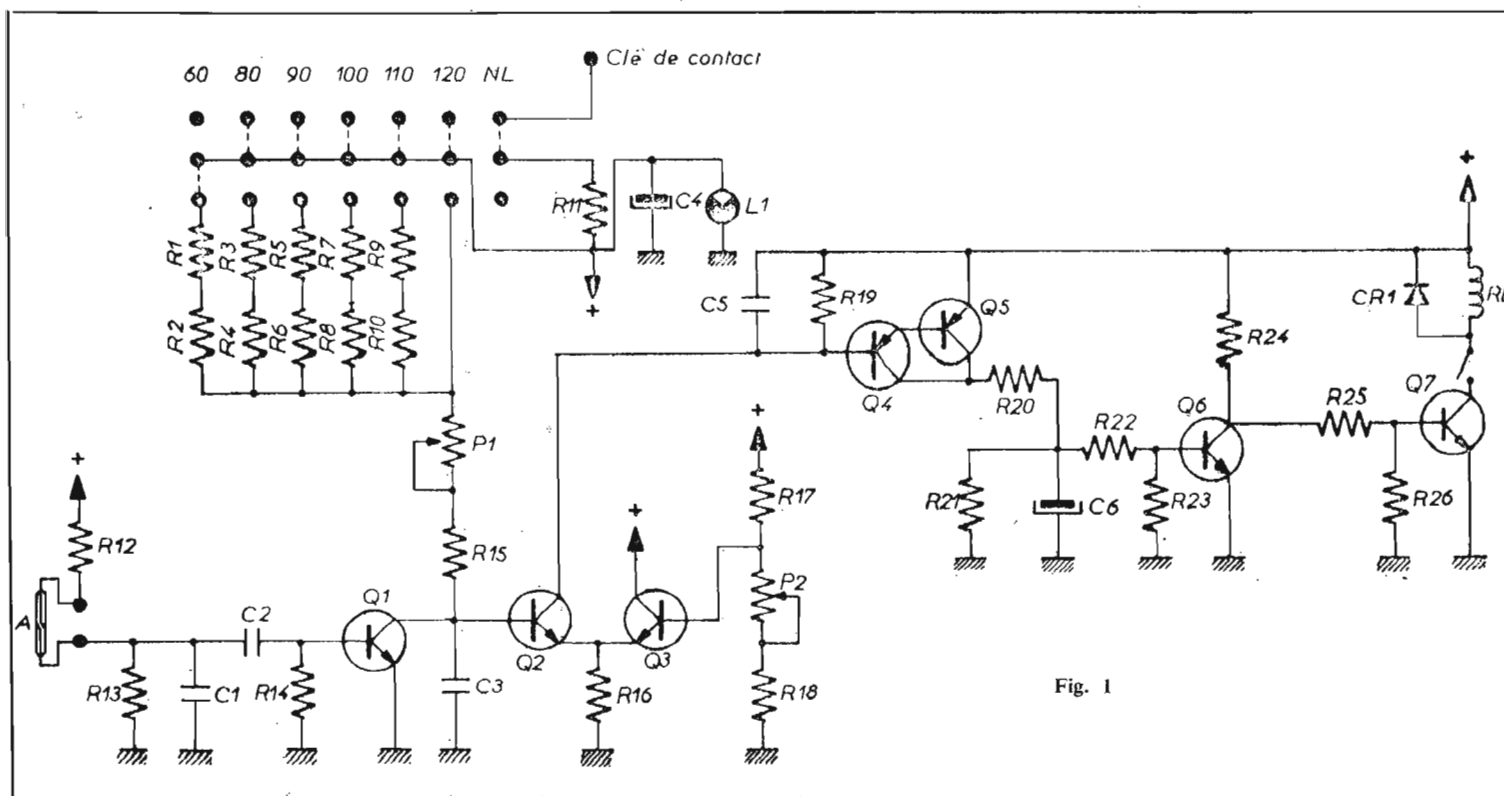 Clé de contact
60 80 90 100 110 120 NL
R11
C4
L1
+
+
R1 R3 R5 R7 R9
R2 R4 R6 R8 R10
C5
R19
Q5
CR1
R24
Q4
R20
Q6
R25
Q7
R22
P1
+
+
R21
C6
R23
R26
R12
R15
+
R17
A
C2
Q1
P2
Q2
Q3
R13
C1
R14
C3
R16
R18
Fig. 1